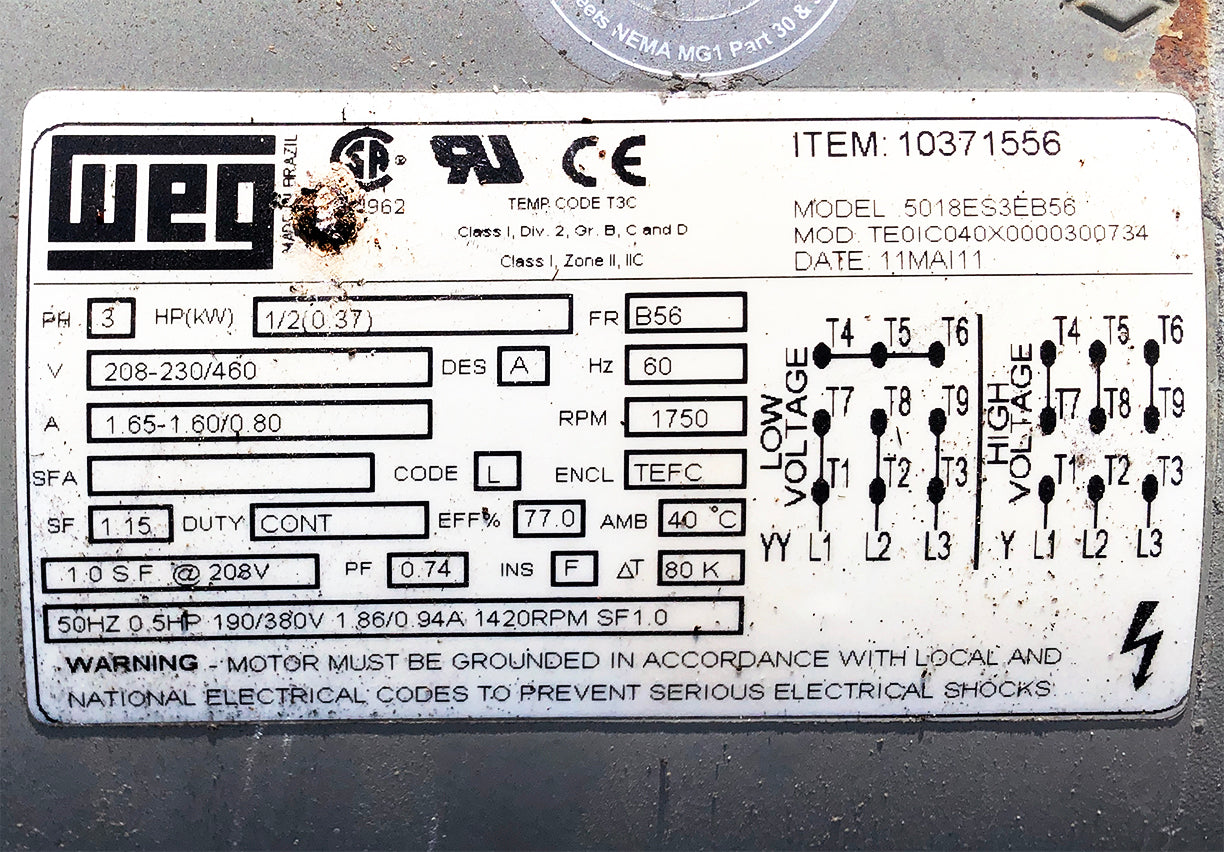 eets NEMA MG1 Part 30 &
WEG
MADE IN BRAZIL
SA ®
1962
TEMP. CODE T3C
Class I, Div. 2, Gr. B, C and D
Class I, Zone II, IIC
ITEM: 10371556
MODEL 5018ES3EB56
MOD. TE0IC040X0000300734
DATE: 11MAI11
PH 3 HP(kW) 1/2(0.37) FR B56
V 208-230/460 DES A Hz 60
A 1.65-1.60/0.80 RPM 1750
SFA CODE L ENCL TEFC
SF 1.15 DUTY CONT EFF% 77.0 AMB 40 °C
1.0 S.F. @ 208V PF 0.74 INS F ΔT 80 K
50HZ 0.5HP 190/380V 1.86/0.94A 1420RPM SF1.0
LOW VOLTAGE
T4 T5 T6
T7 T8 T9
T1 T2 T3
YY L1 L2 L3
HIGH VOLTAGE
T4 T5 T6
T7 T8 T9
T1 T2 T3
Y L1 L2 L3
WARNING - MOTOR MUST BE GROUNDED IN ACCORDANCE WITH LOCAL AND
NATIONAL ELECTRICAL CODES TO PREVENT SERIOUS ELECTRICAL SHOCKS